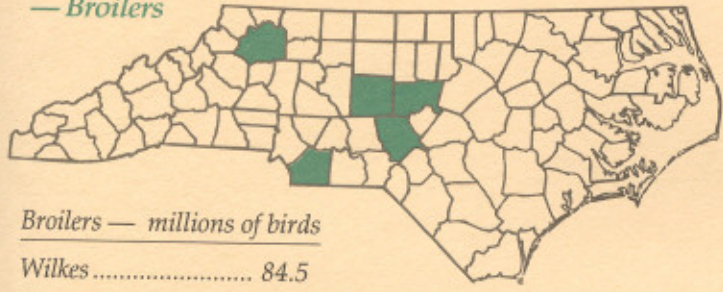 — Broilers
Broilers — millions of birds
Wilkes ........................ 84.5